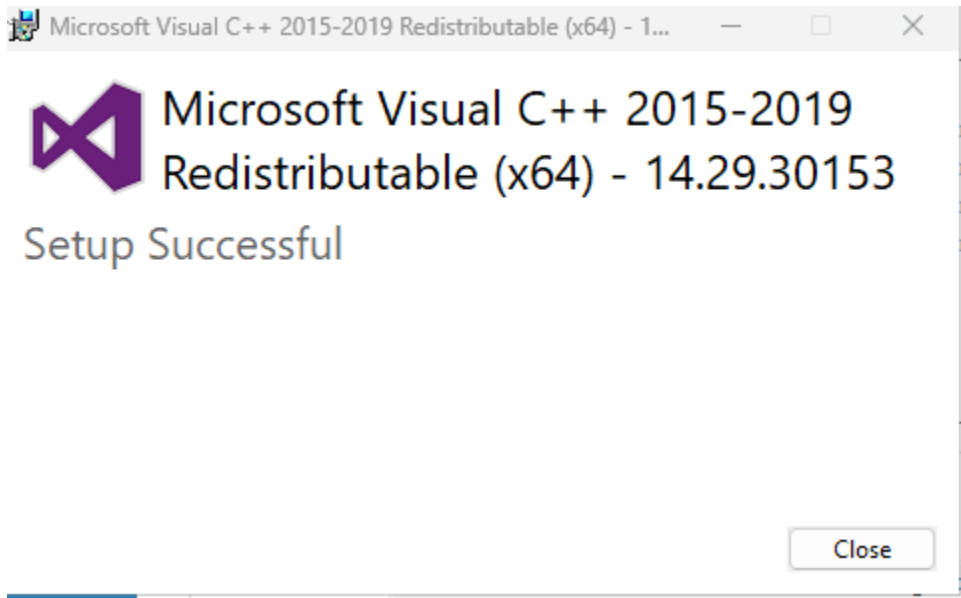 Microsoft Visual C++ 2015-2019 Redistributable (x64) - 1...
Microsoft Visual C++ 2015-2019
Redistributable (x64) - 14.29.30153
Setup Successful
Close